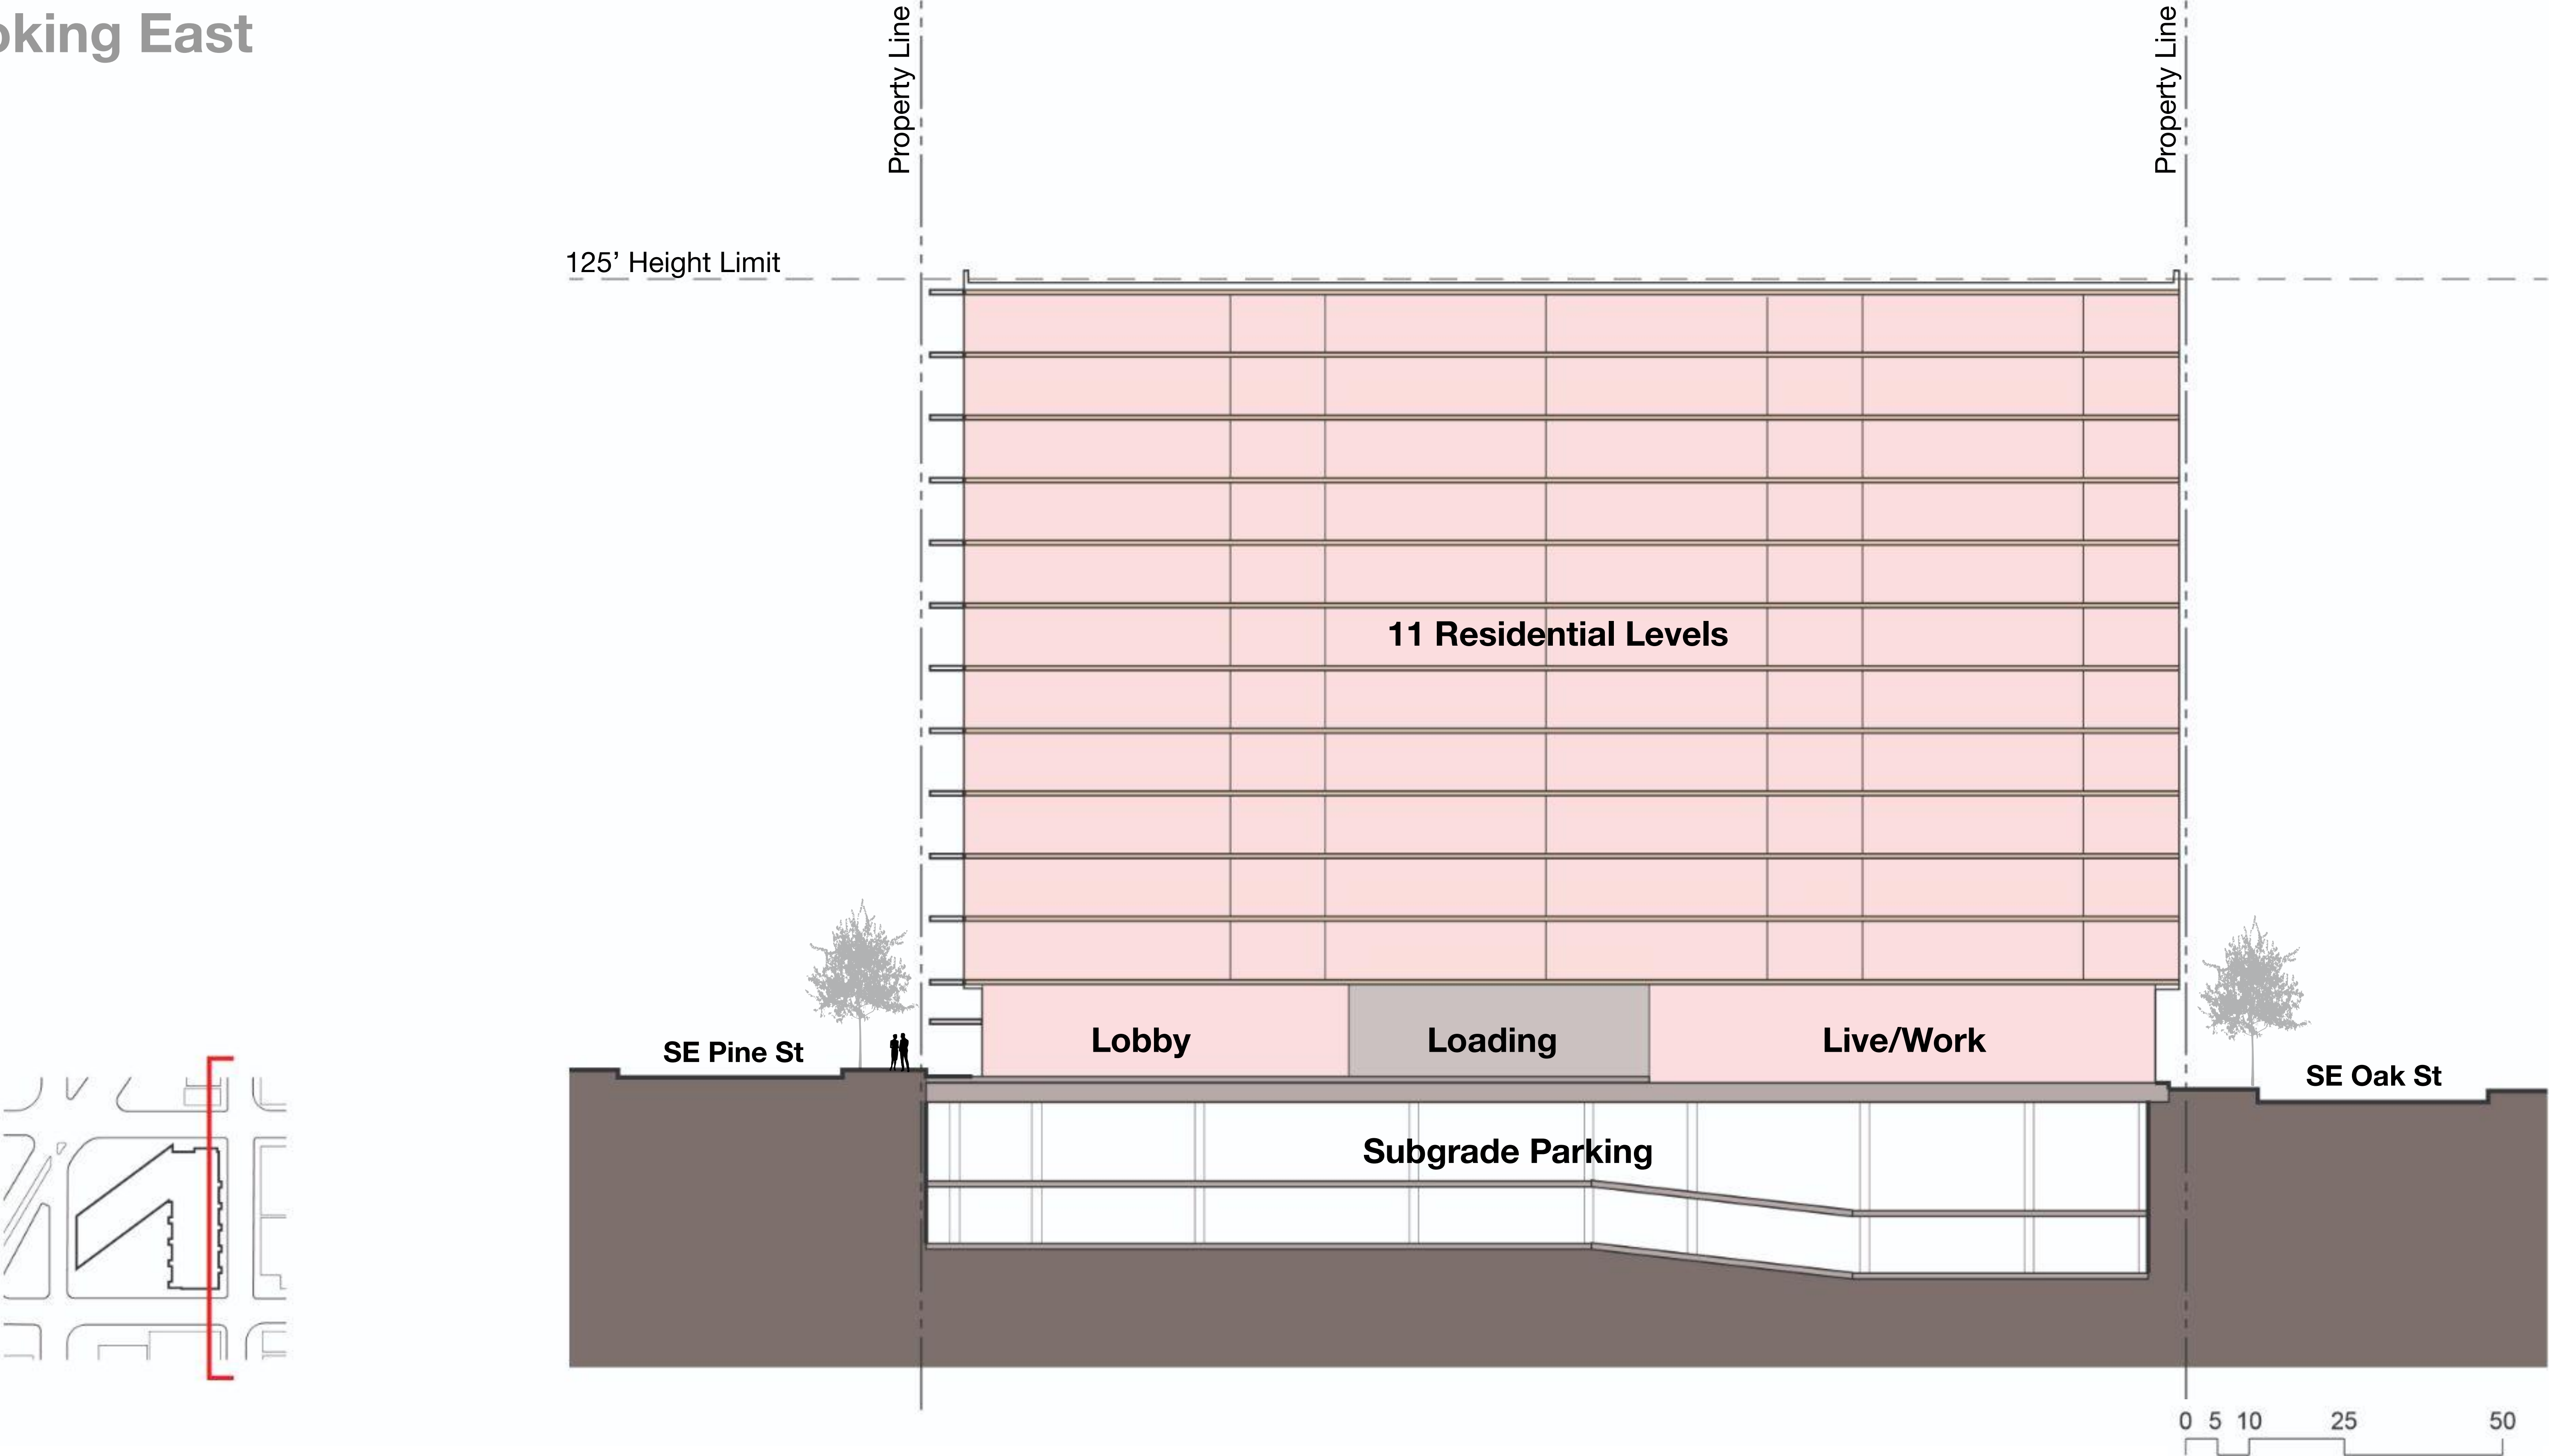 oking East
Property Line
Property Line
125’ Height Limit
11 Residential Levels
Lobby
Loading
Live/Work
SE Pine St
SE Oak St
Subgrade Parking
0 5 10 25 50